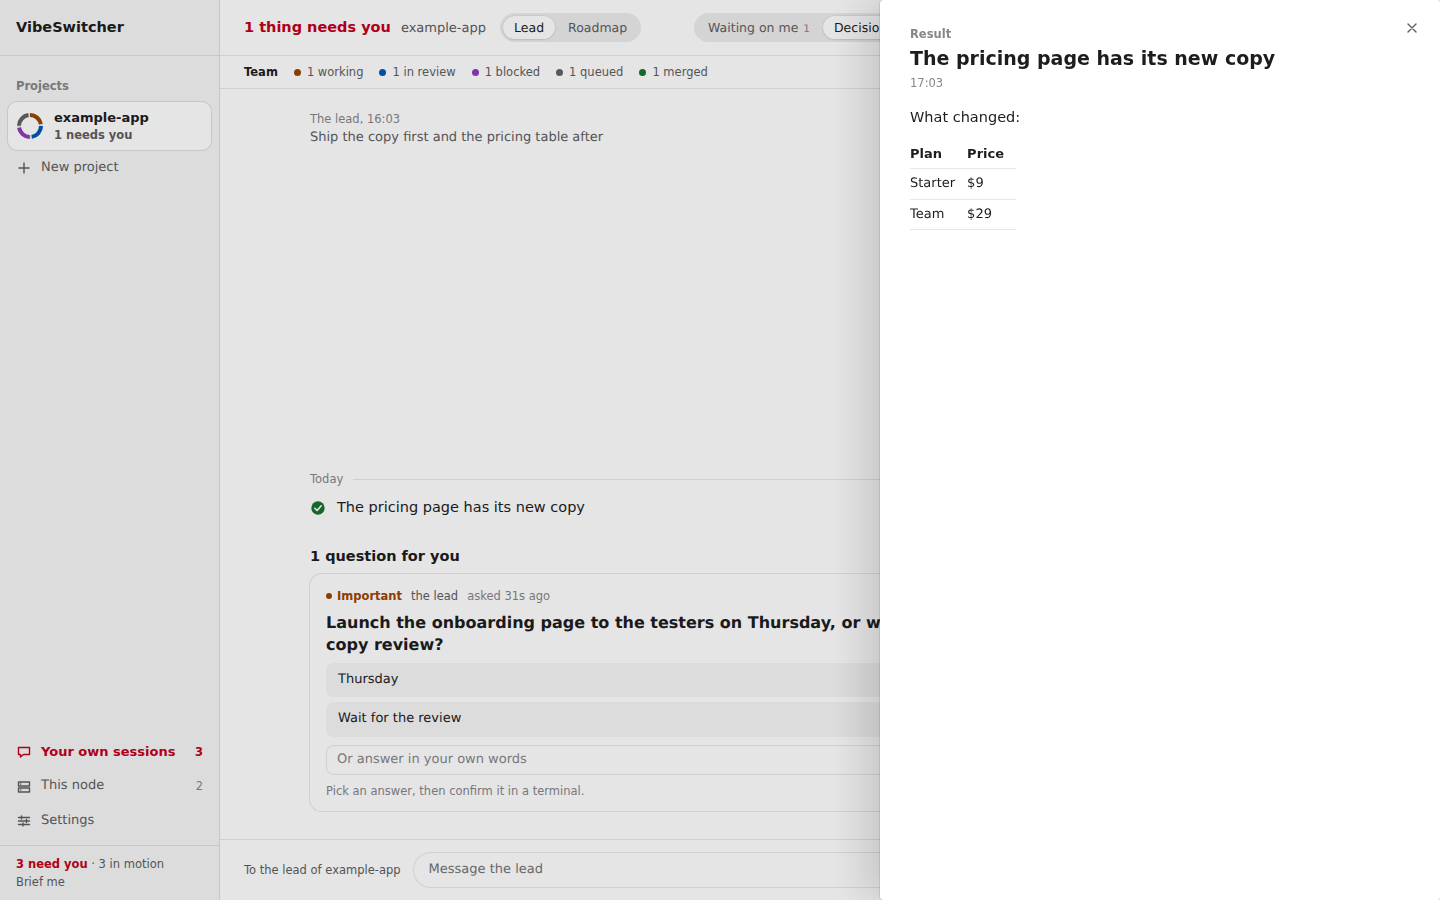 VibeSwitcher
Projects
example-app
1 needs you
New project
Your own sessions 3
This node 2
Settings
3 need you · 3 in motion
Brief me
1 thing needs you example-app Lead Roadmap Waiting on me 1 Decisio
Team 1 working 1 in review 1 blocked 1 queued 1 merged
The lead, 16:03
Ship the copy first and the pricing table after
Today
The pricing page has its new copy
1 question for you
Important the lead asked 31s ago
Launch the onboarding page to the testers on Thursday, or w
copy review?
Thursday
Wait for the review
Or answer in your own words
Pick an answer, then confirm it in a terminal.
To the lead of example-app Message the lead
Result
The pricing page has its new copy
17:03
What changed:
Plan Price
Starter $9
Team $29